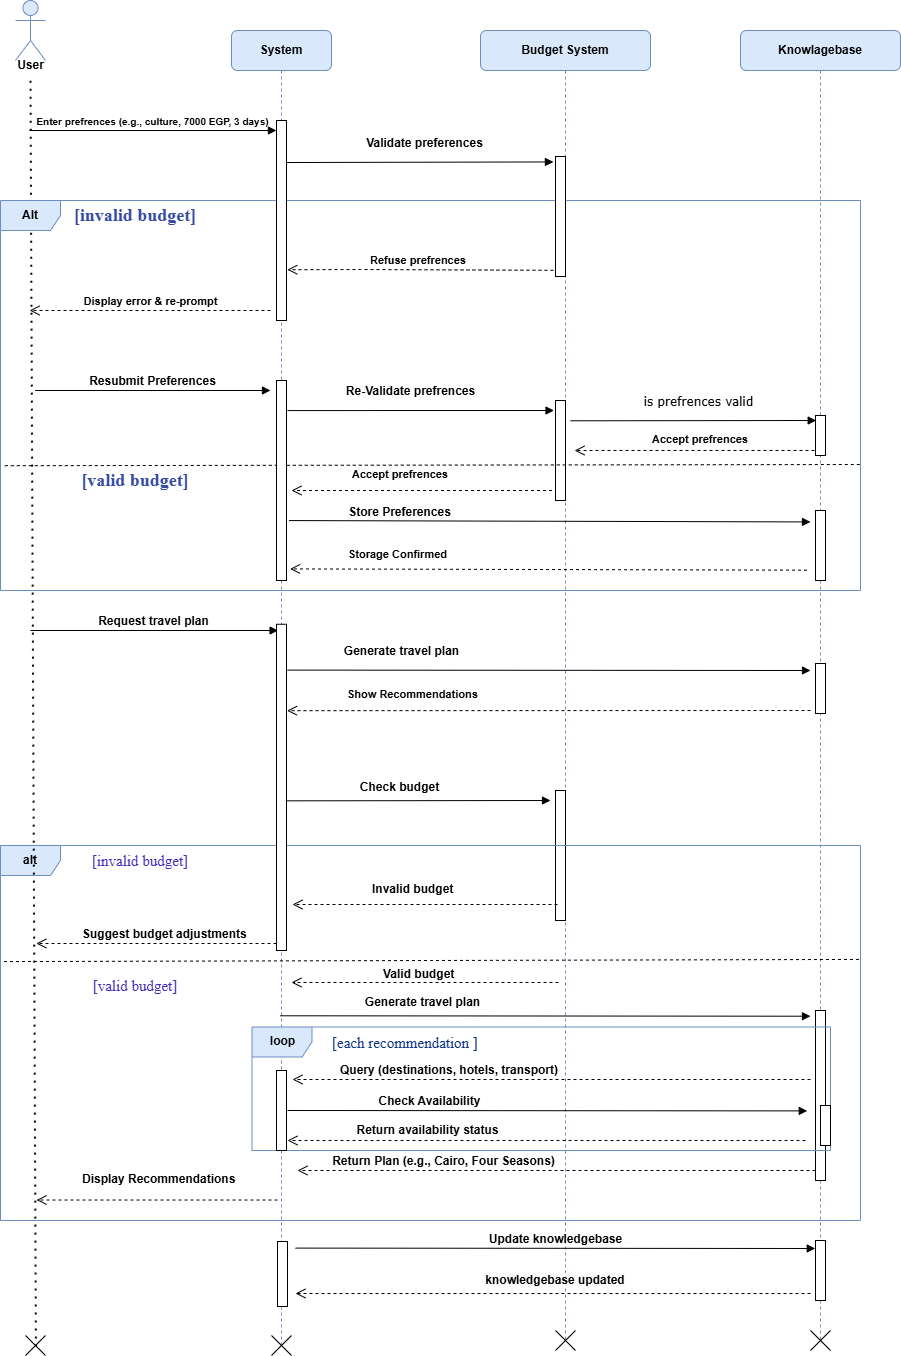 User
System
Budget System
Knowlagebase
Enter prefrences (e.g., culture, 7000 EGP, 3 days)
Validate preferences
Alt
[invalid budget]
Refuse prefrences
Display error & re-prompt
Resubmit Preferences
Re-Validate prefrences
is prefrences valid
Accept prefrences
[valid budget]
Accept prefrences
Store Preferences
Storage Confirmed
Request travel plan
Generate travel plan
Show Recommendations
Check budget
alt
[invalid budget]
Invalid budget
Suggest budget adjustments
Valid budget
[valid budget]
Generate travel plan
loop
[each recommendation ]
Query (destinations, hotels, transport)
Check Availability
Return availability status
Return Plan (e.g., Cairo, Four Seasons)
Display Recommendations
Update knowledgebase
knowledgebase updated